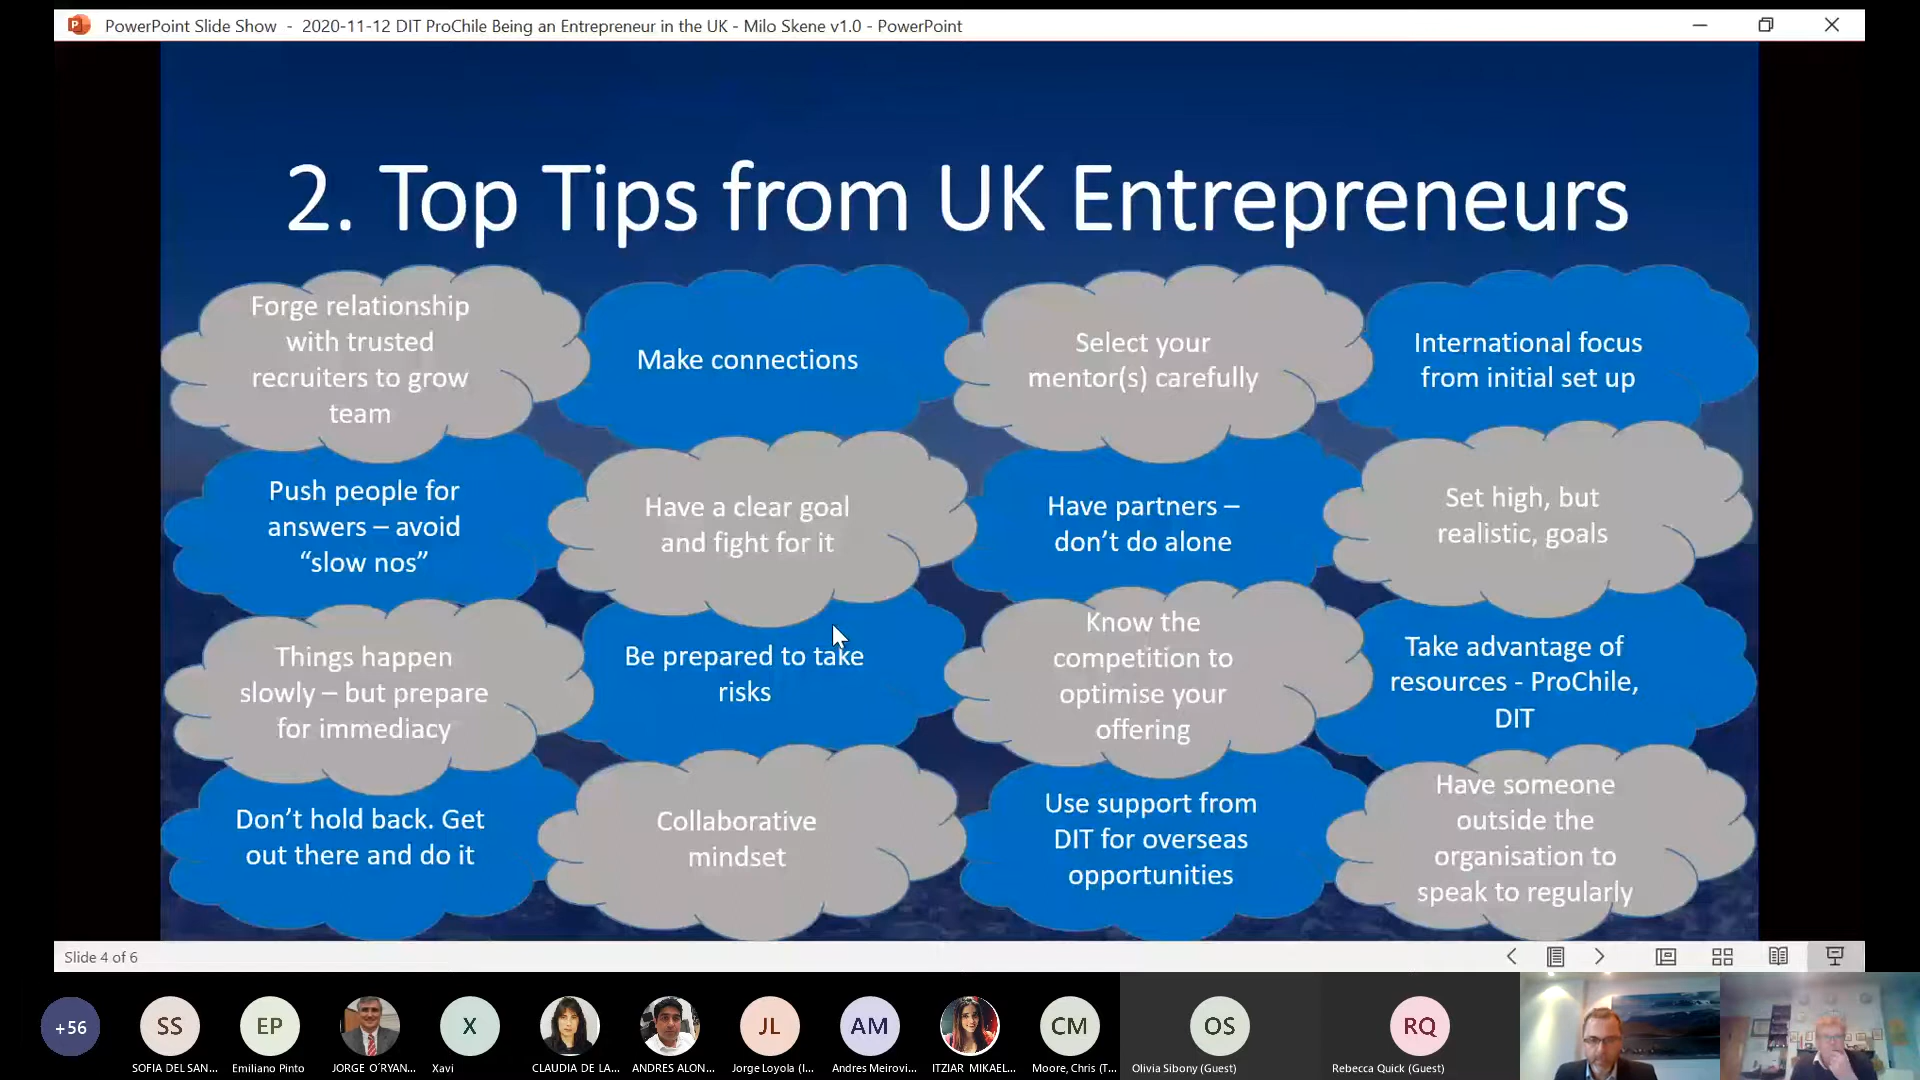 PowerPoint Slide Show - 2020-11-12 DIT ProChile Being an Entrepreneur in the UK - Milo Skene v1.0 - PowerPoint
2. Top Tips from UK Entrepreneurs
Forge relationship
with trusted
recruiters to grow
team
Make connections
Select your
mentor(s) carefully
International focus
from initial set up
Push people for
answers – avoid
“slow nos”
Have a clear goal
and fight for it
Have partners –
don’t do alone
Set high, but
realistic, goals
Things happen
slowly – but prepare
for immediacy
Be prepared to take
risks
Know the
competition to
optimise your
offering
Take advantage of
resources - ProChile,
DIT
Don’t hold back. Get
out there and do it
Collaborative
mindset
Use support from
DIT for overseas
opportunities
Have someone
outside the
organisation to
speak to regularly
Slide 4 of 6
+56
SS
EP
X
JL
AM
CM
OS
RQ
SOFIA DEL SAN...
Emiliano Pinto
JORGE O´RYAN...
Xavi
CLAUDIA DE LA...
ANDRES ALON...
Jorge Loyola (I...
Andres Meirovi...
ITZIAR MIKAEL...
Moore, Chris (T...
Olivia Sibony (Guest)
Rebecca Quick (Guest)